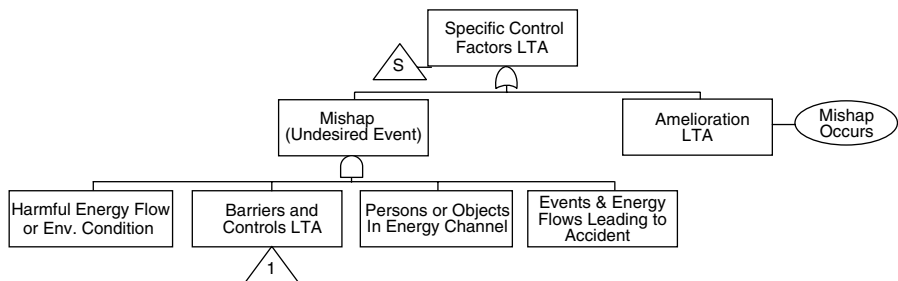 Specific Control
Factors LTA
S
Mishap
(Undesired Event)
Amelioration
LTA
Mishap
Occurs
Harmful Energy Flow
or Env. Condition
Barriers and
Controls LTA
Persons or Objects
In Energy Channel
Events & Energy
Flows Leading to
Accident
1